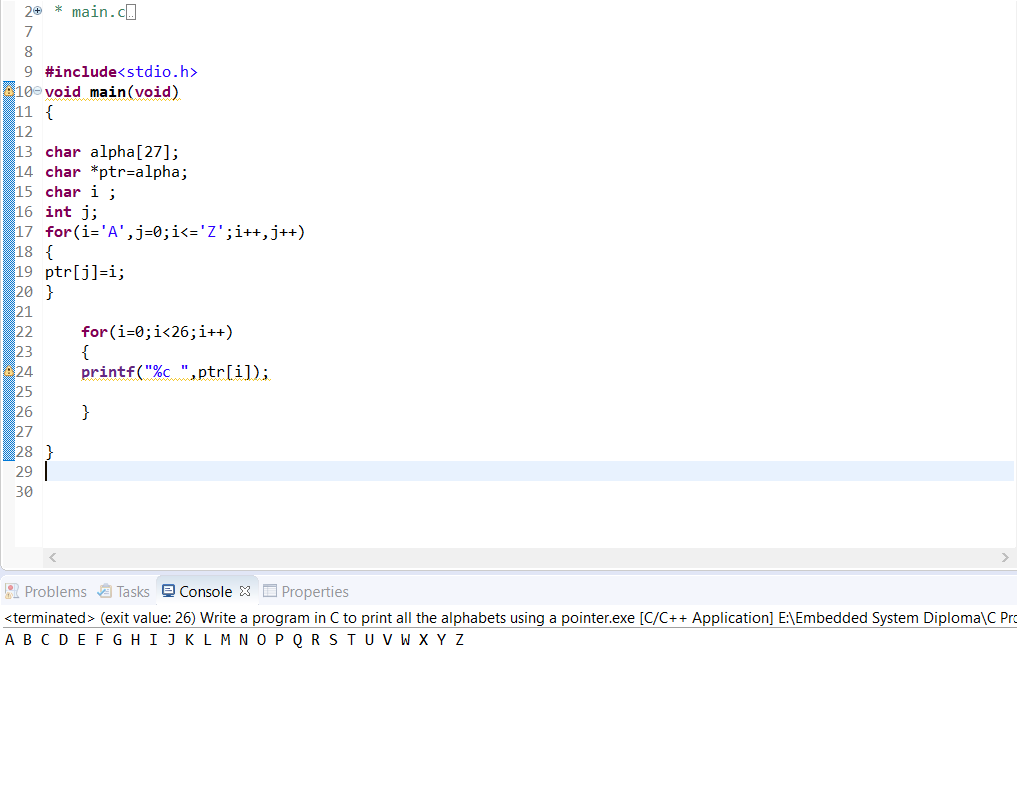 2 * main.c
7
8
9 #include<stdio.h>
10 void main(void)
11 {
12
13 char alpha[27];
14 char *ptr=alpha;
15 char i ;
16 int j;
17 for(i='A',j=0;i<='Z';i++,j++)
18 {
19 ptr[j]=i;
20 }
21
22     for(i=0;i<26;i++)
23     {
24     printf("%c ",ptr[i]);
25
26     }
27
28 }
29
30
Problems Tasks Console Properties
<terminated> (exit value: 26) Write a program in C to print all the alphabets using a pointer.exe [C/C++ Application] E:\Embedded System Diploma\C Pro
A B C D E F G H I J K L M N O P Q R S T U V W X Y Z